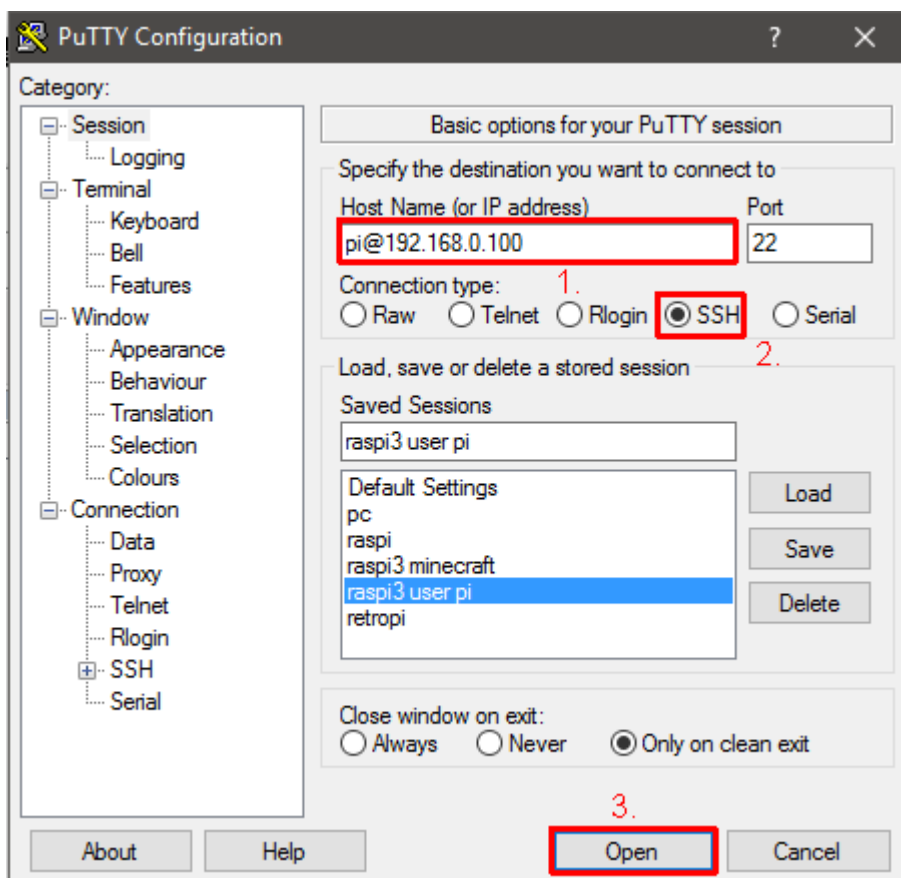 PuTTY Configuration
?
Category:
Session
Logging
Terminal
Keyboard
Bell
Features
Window
Appearance
Behaviour
Translation
Selection
Colours
Connection
Data
Proxy
Telnet
Rlogin
SSH
Serial
Basic options for your PuTTY session
Specify the destination you want to connect to
Host Name (or IP address) Port
pi@192.168.0.100 22
Connection type: 1.
Raw Telnet Rlogin SSH Serial
2.
Load, save or delete a stored session
Saved Sessions
raspi3 user pi
Default Settings
pc
raspi
raspi3 minecraft
raspi3 user pi
retropi
Load
Save
Delete
Close window on exit:
Always Never Only on clean exit
3.
About Help Open Cancel